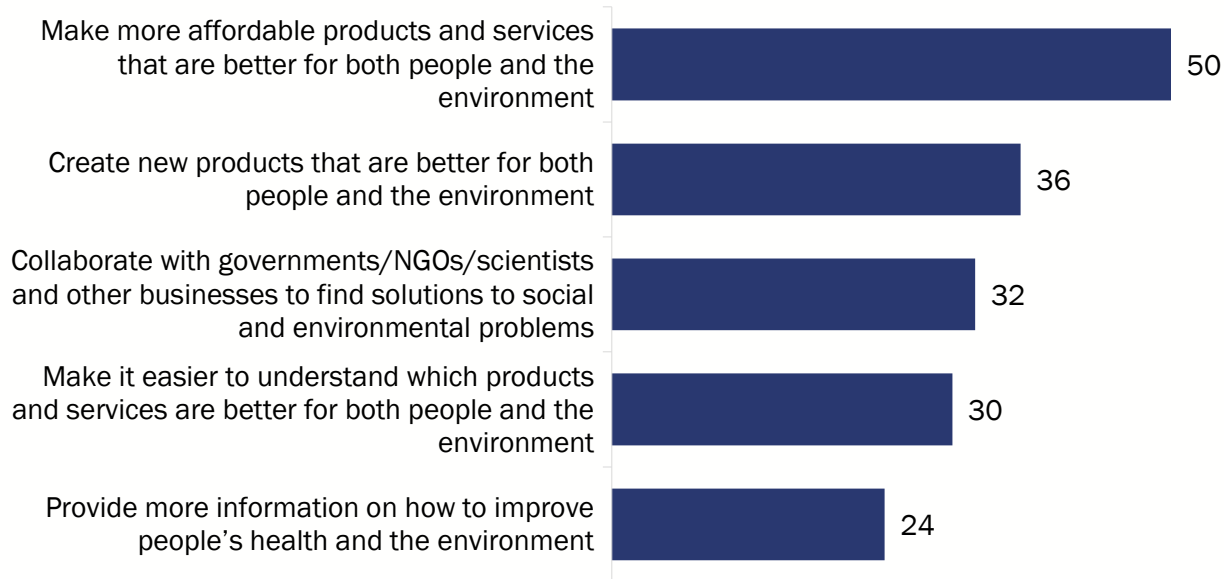 Make more affordable products and services
that are better for both people and the
environment
50
Create new products that are better for both
people and the environment
36
Collaborate with governments/NGOs/scientists
and other businesses to find solutions to social
and environmental problems
32
Make it easier to understand which products
and services are better for both people and the
environment
30
Provide more information on how to improve
people’s health and the environment
24